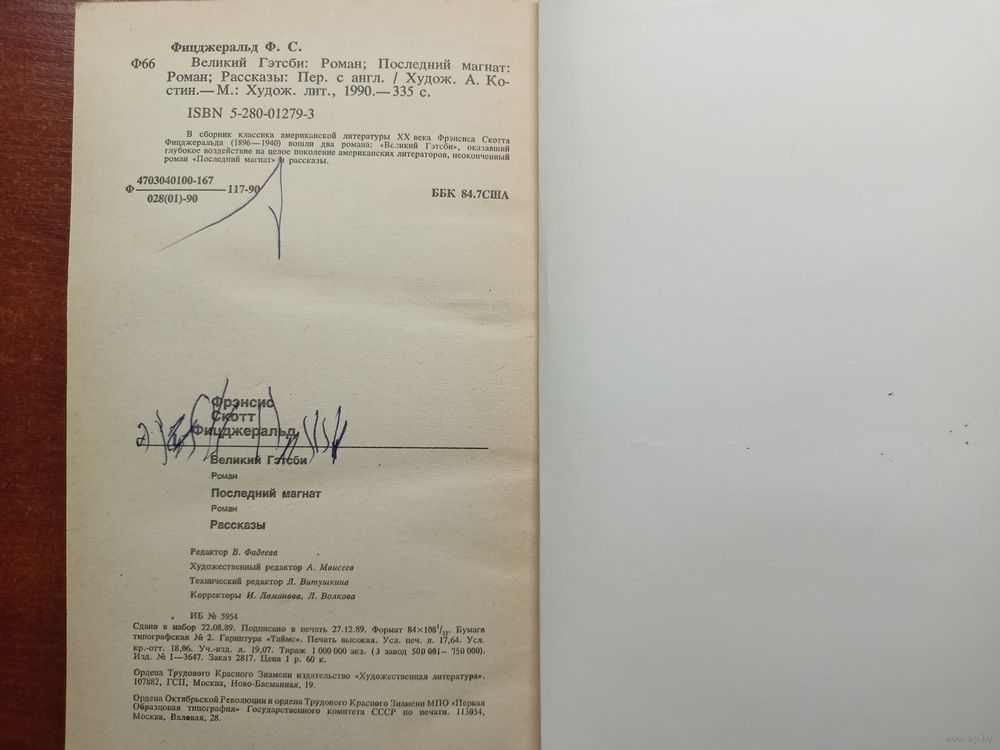 Фицджеральд Ф. С.
Ф66 Великий Гэтсби: Роман; Последний магнат:
Роман; Рассказы: Пер. с англ. / Худож. А. Ко-
стин.— М.: Худож. лит., 1990.— 335 с.
ISBN 5-280-01279-3
В сборник классика американской литературы XX века Фрэнсиса Скотта
Фицджеральда (1896—1940) вошли два романа: «Великий Гэтсби», оказавший
глубокое воздействие на целое поколение американских литераторов, неоконченный
роман «Последний магнат» и рассказы.
4703040100-167
Ф 117-90
028(01)-90
ББК 84.7США
Фрэнсис
Скотт
Фицджеральд
Великий Гэтсби
Роман
Последний магнат
Роман
Рассказы
Редактор В. Фадеева
Художественный редактор А. Моисеев
Технический редактор Л. Витушкина
Корректоры И. Ломанова, Л. Волкова
ИБ № 5954
Сдано в набор 22.08.89. Подписано в печать 27.12.89. Формат 84×108¹/₃₂. Бумага
типографская № 2. Гарнитура «Таймс». Печать высокая. Усл. печ. л. 17,64. Усл.
кр.-отт. 18,06. Уч.-изд. л. 19,07. Тираж 1 000 000 экз. (3 завод 500 001— 750 000).
Изд. № 1—3647. Заказ 2817. Цена 1 р. 60 к.
Ордена Трудового Красного Знамени издательство «Художественная литература».
107882, ГСП, Москва, Ново-Басманная, 19.
Ордена Октябрьской Революции и ордена Трудового Красного Знамени МПО «Первая
Образцовая типография» Государственного комитета СССР по печати. 113054,
Москва, Валовая, 28.
www.ay.by